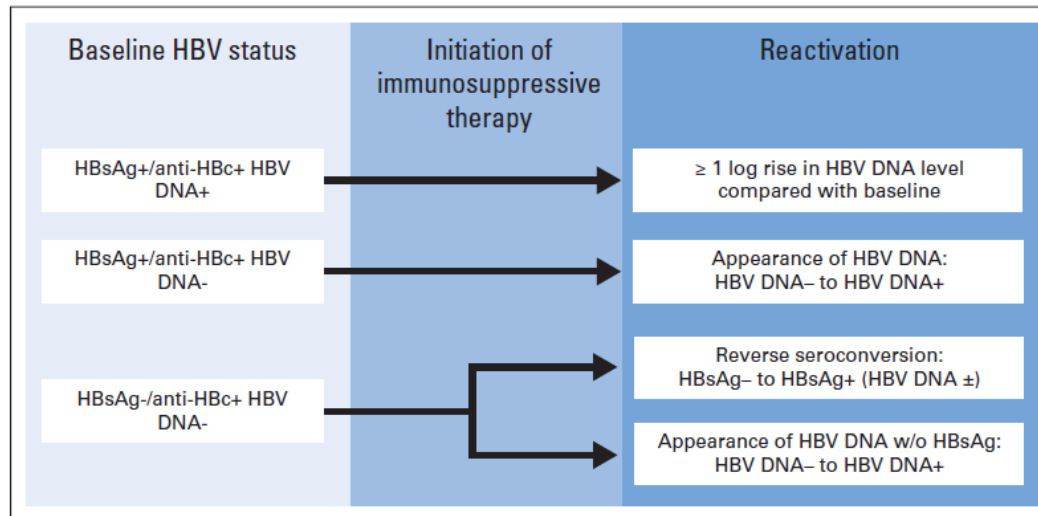 Baseline HBV status
Initiation of
immunosuppressive
therapy
Reactivation
HBsAg+/anti-HBc+ HBV
DNA+
≥ 1 log rise in HBV DNA level
compared with baseline
HBsAg+/anti-HBc+ HBV
DNA-
Appearance of HBV DNA:
HBV DNA– to HBV DNA+
HBsAg-/anti-HBc+ HBV
DNA-
Reverse seroconversion:
HBsAg– to HBsAg+ (HBV DNA ±)
Appearance of HBV DNA w/o HBsAg:
HBV DNA– to HBV DNA+